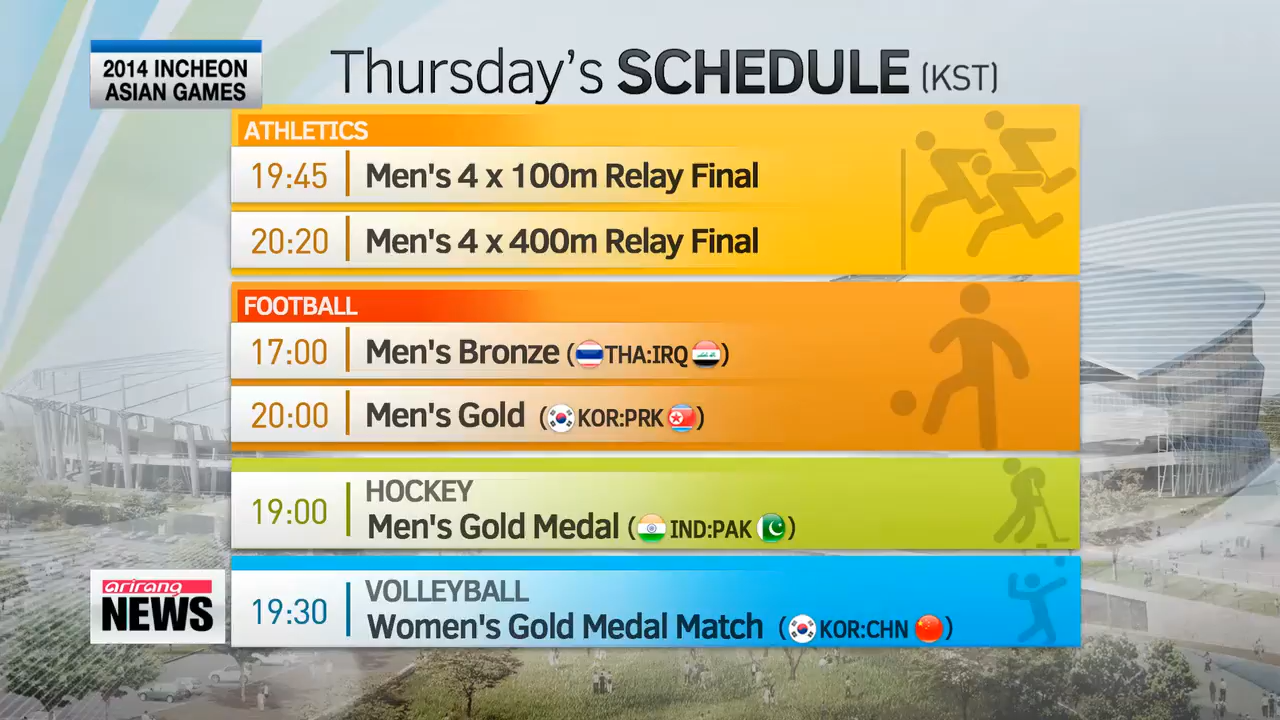 2014 INCHEON
ASIAN GAMES
Thursday's SCHEDULE (KST)
ATHLETICS
19:45 Men's 4 x 100m Relay Final
20:20 Men's 4 x 400m Relay Final
FOOTBALL
17:00 Men's Bronze (THA:IRQ)
20:00 Men's Gold (KOR:PRK)
HOCKEY
19:00 Men's Gold Medal (IND:PAK)
VOLLEYBALL
19:30 Women's Gold Medal Match (KOR:CHN)
arirang
NEWS